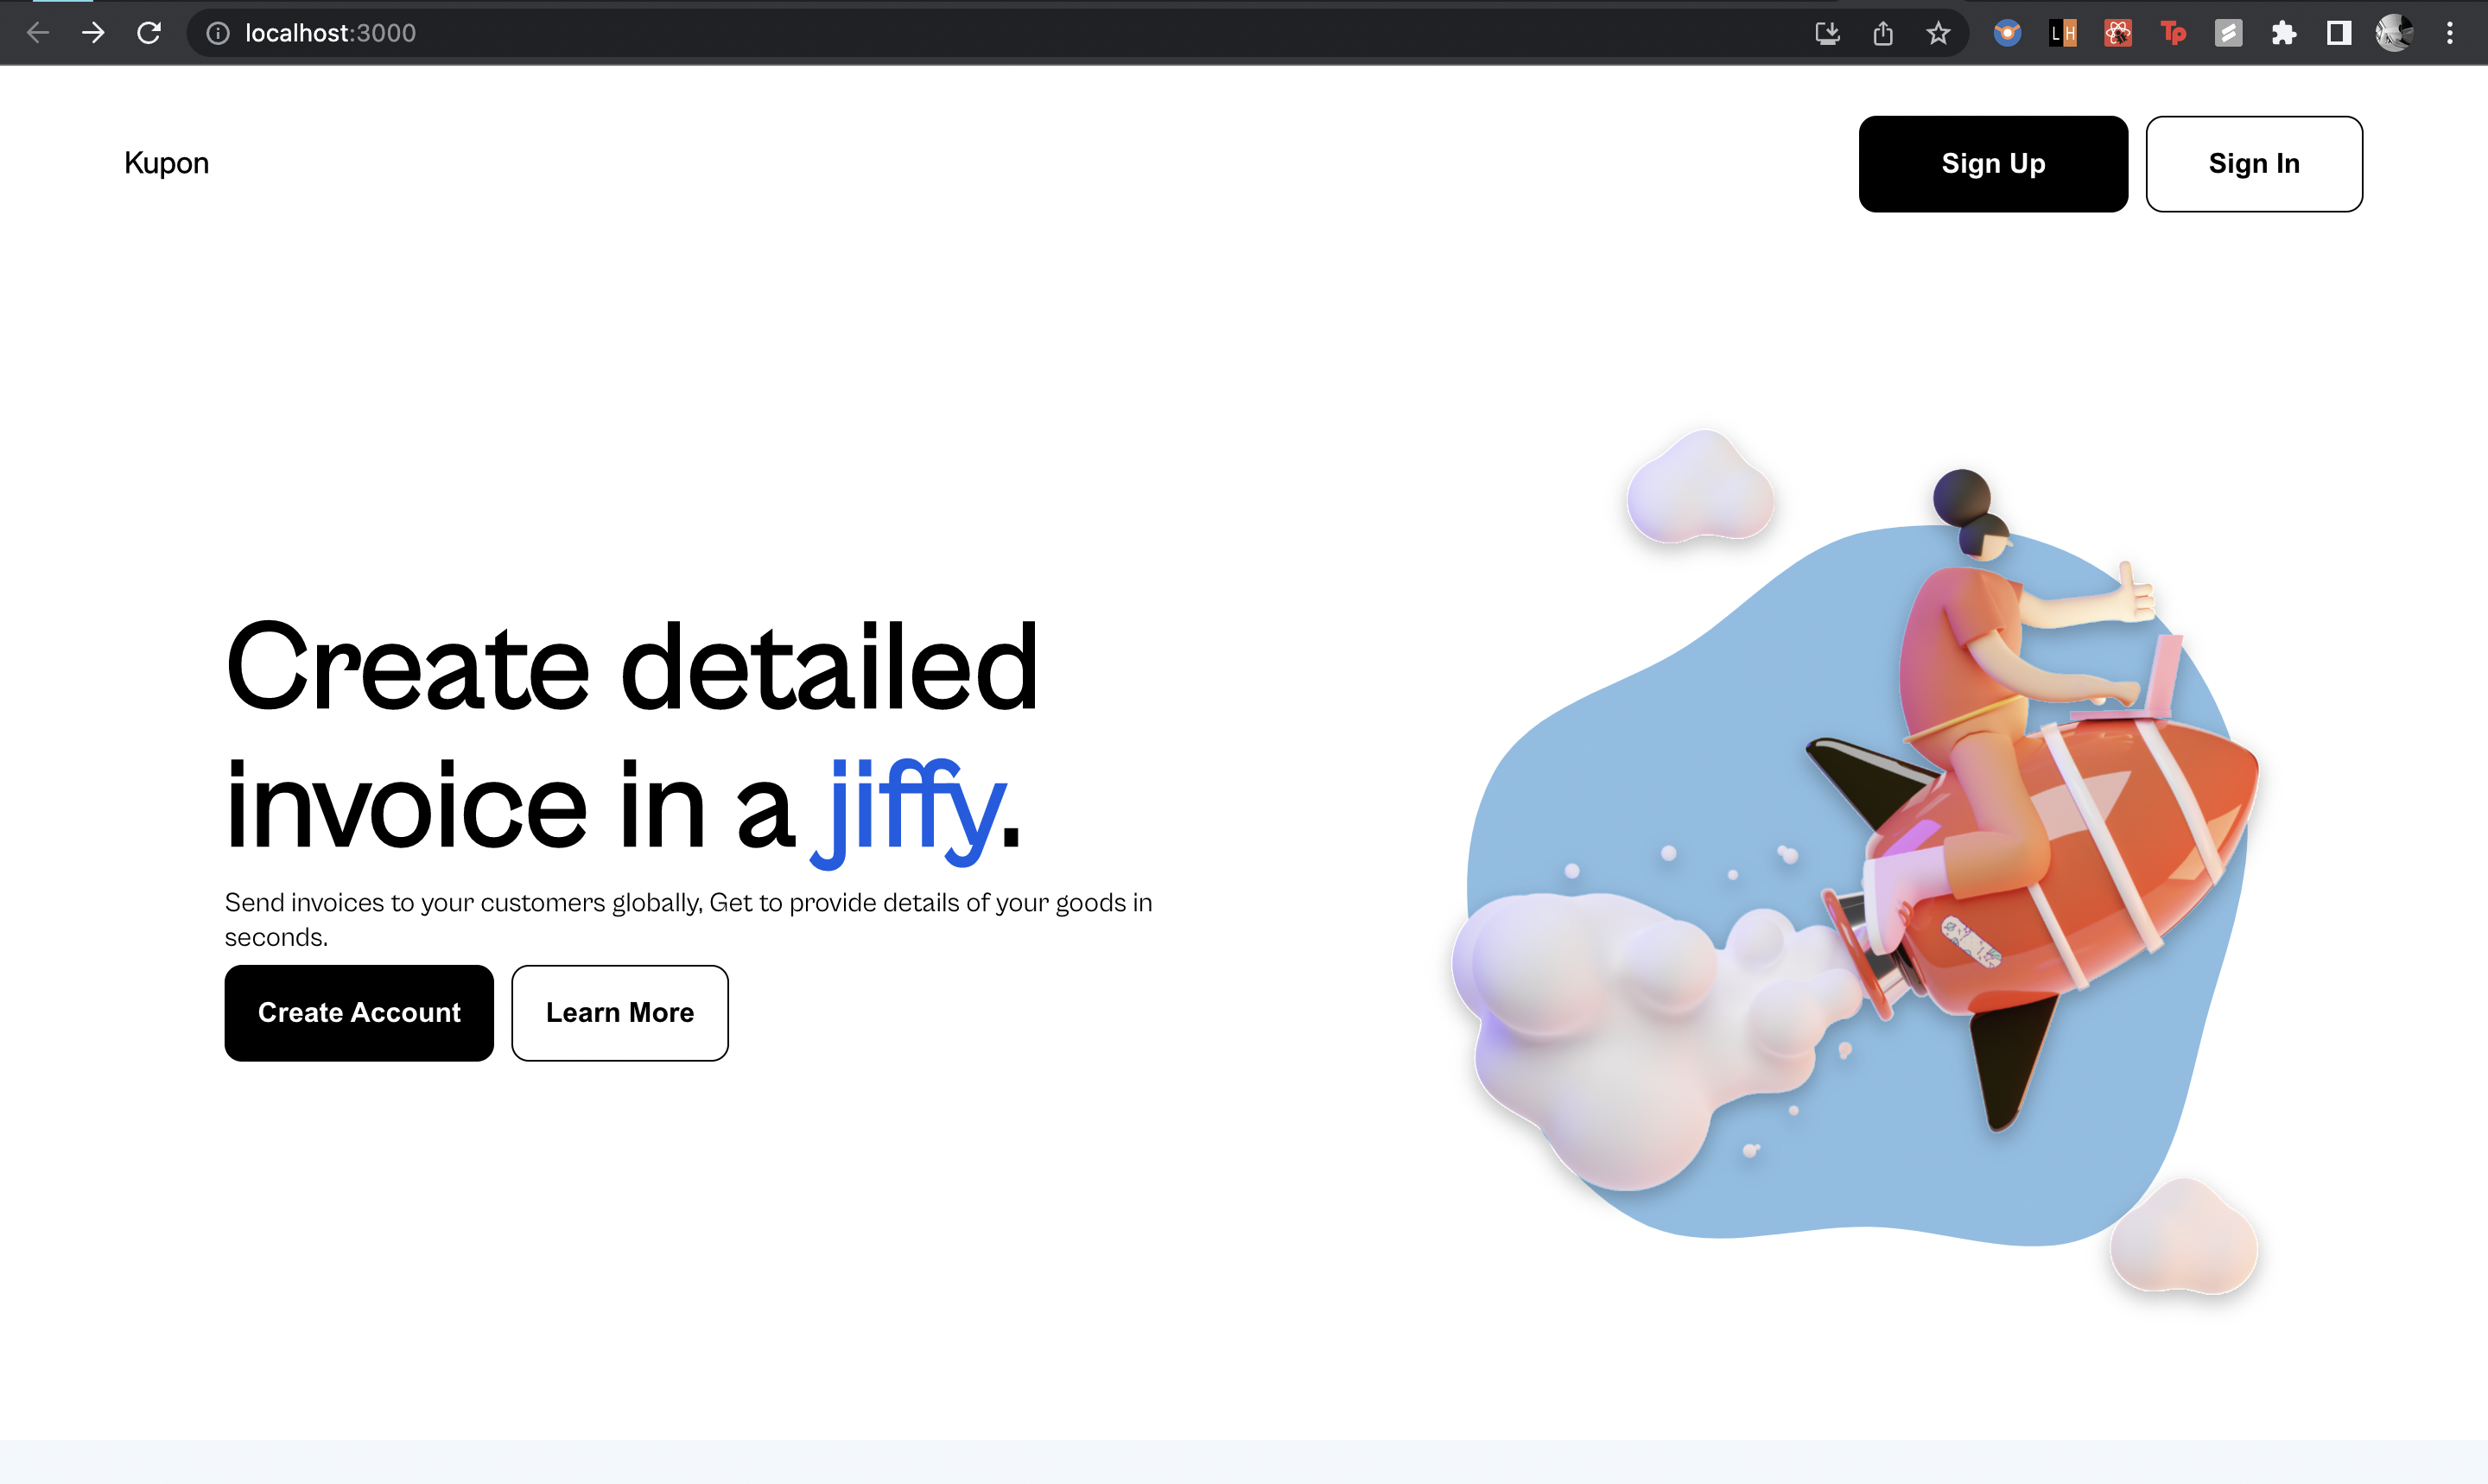 localhost:3000
LH
Tp
Kupon
Sign Up
Sign In
Create detailed
invoice in a jiffy.
Send invoices to your customers globally, Get to provide details of your goods in
seconds.
Create Account
Learn More